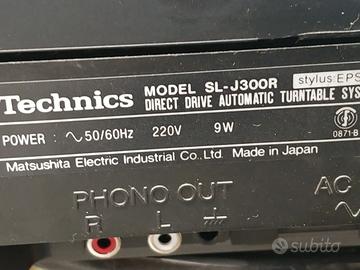 Technics MODEL SL-J300R stylus:EPS
DIRECT DRIVE AUTOMATIC TURNTABLE SYS
POWER : ∿50/60Hz 220V 9W
0871-B
Matsushita Electric Industrial Co., Ltd. Made in Japan
PHONO OUT AC
R L
subito